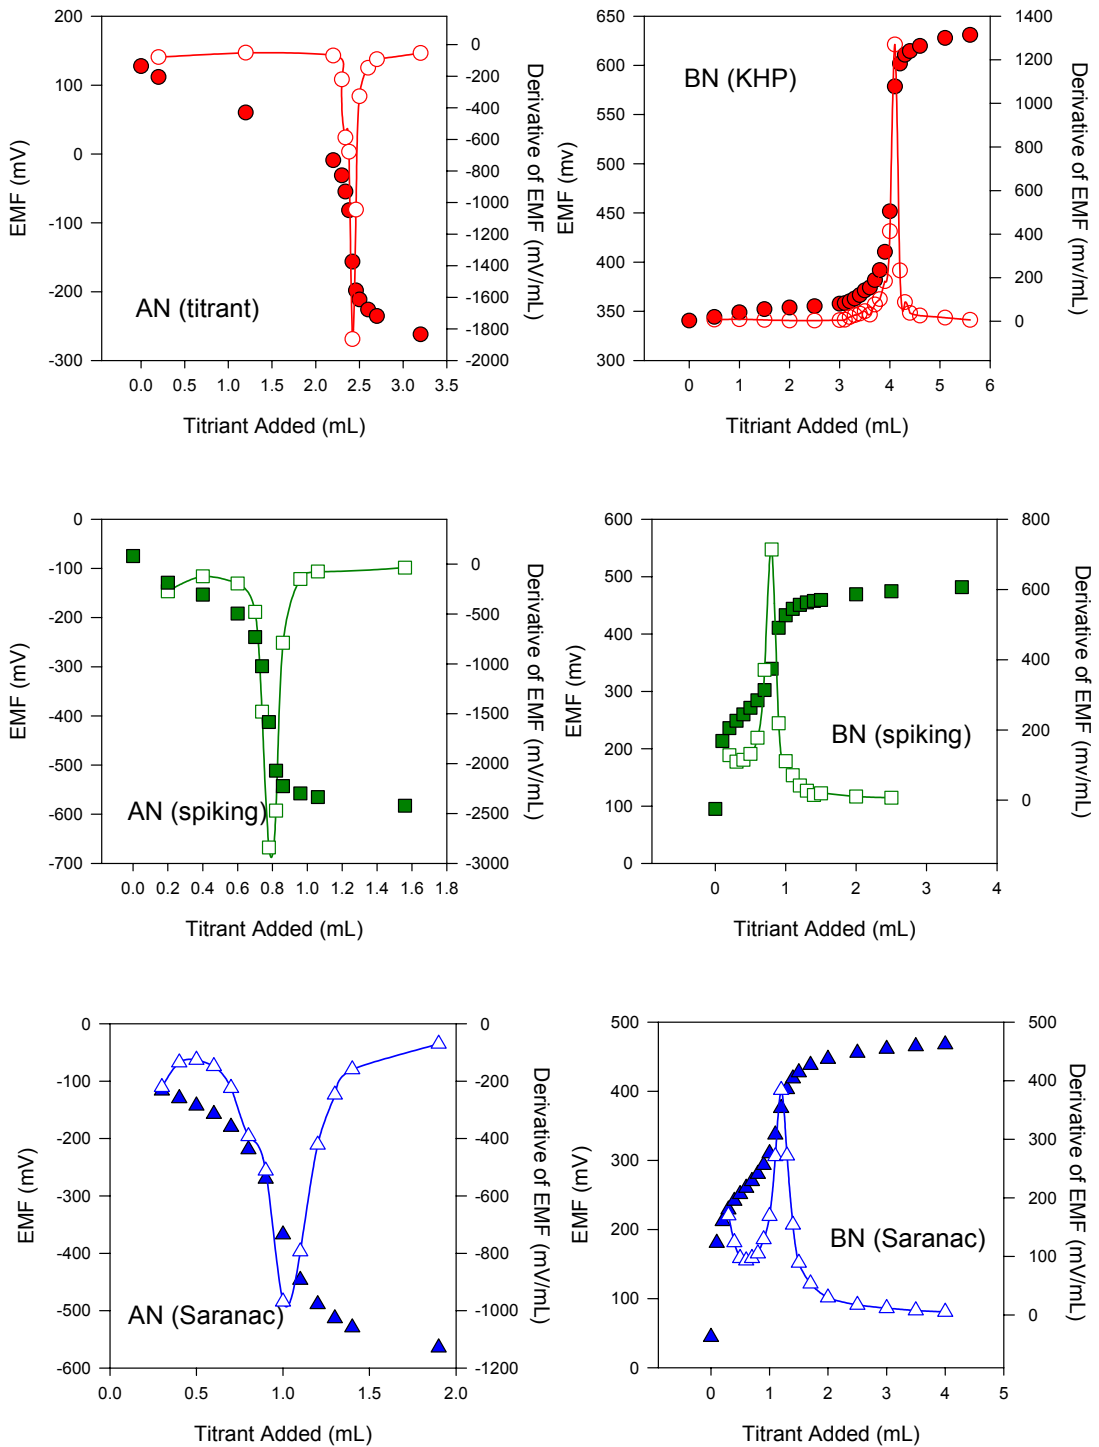 200
100
0
-100
-200
-300
EMF (mV)
0
-200
-400
-600
-800
-1000
-1200
-1400
-1600
-1800
-2000
Derivative of EMF (mV/mL)
AN (titrant)
0.0 0.5 1.0 1.5 2.0 2.5 3.0 3.5
Titriant Added (mL)
650
600
550
500
450
400
350
300
EMF (mv)
1400
1200
1000
800
600
400
200
0
Derivative of EMF (mv/mL)
BN (KHP)
0 1 2 3 4 5 6
Titriant Added (mL)
0
-100
-200
-300
-400
-500
-600
-700
EMF (mV)
0
-500
-1000
-1500
-2000
-2500
-3000
Derivative of EMF (mV/mL)
AN (spiking)
0.0 0.2 0.4 0.6 0.8 1.0 1.2 1.4 1.6 1.8
Titrant Added (mL)
600
500
400
300
200
100
0
EMF (mv)
800
600
400
200
0
Derivative of EMF (mv/mL)
BN (spiking)
0 1 2 3 4
Titrant Added (mL)
0
-100
-200
-300
-400
-500
-600
EMF (mV)
0
-200
-400
-600
-800
-1000
-1200
Derivative of EMF (mV/mL)
AN (Saranac)
0.0 0.5 1.0 1.5 2.0
Titrant Added (mL)
500
400
300
200
100
0
EMF (mV)
500
400
300
200
100
0
Derivative of EMF (mV/mL)
BN (Saranac)
0 1 2 3 4 5
Titrant Added (mL)